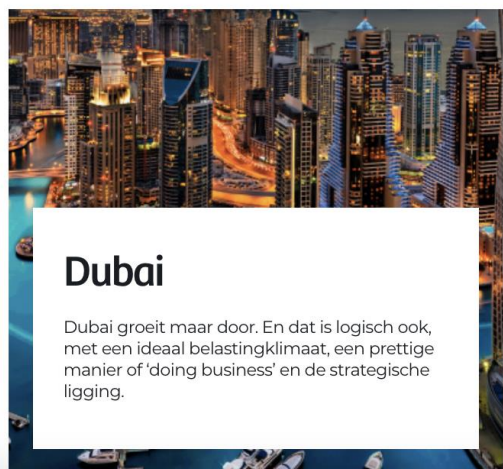 Dubai
Dubai groeit maar door. En dat is logisch ook,
met een ideaal belastingklimaat, een prettige
manier of ‘doing business’ en de strategische
ligging.